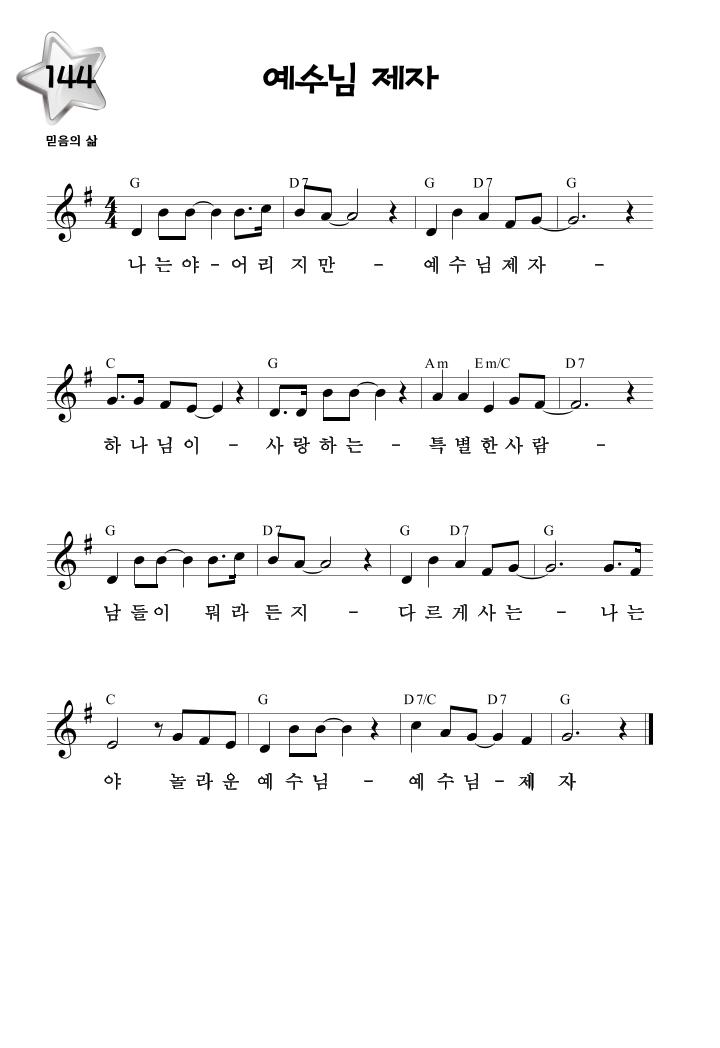 144
예수님 제자
믿음의 삶
G D7 G D7 G
나 는 야 - 어 리 지 만 - 예 수 님 제 자 -
C G Am Em/C D7
하 나 님 이 - 사 랑 하 는 - 특 별 한 사 람 -
G D7 G D7 G
남 들 이 뭐 라 든 지 - 다 르 게 사 는 - 나 는
C G D7/C D7 G
야 놀 라 운 예 수 님 - 예 수 님 - 제 자